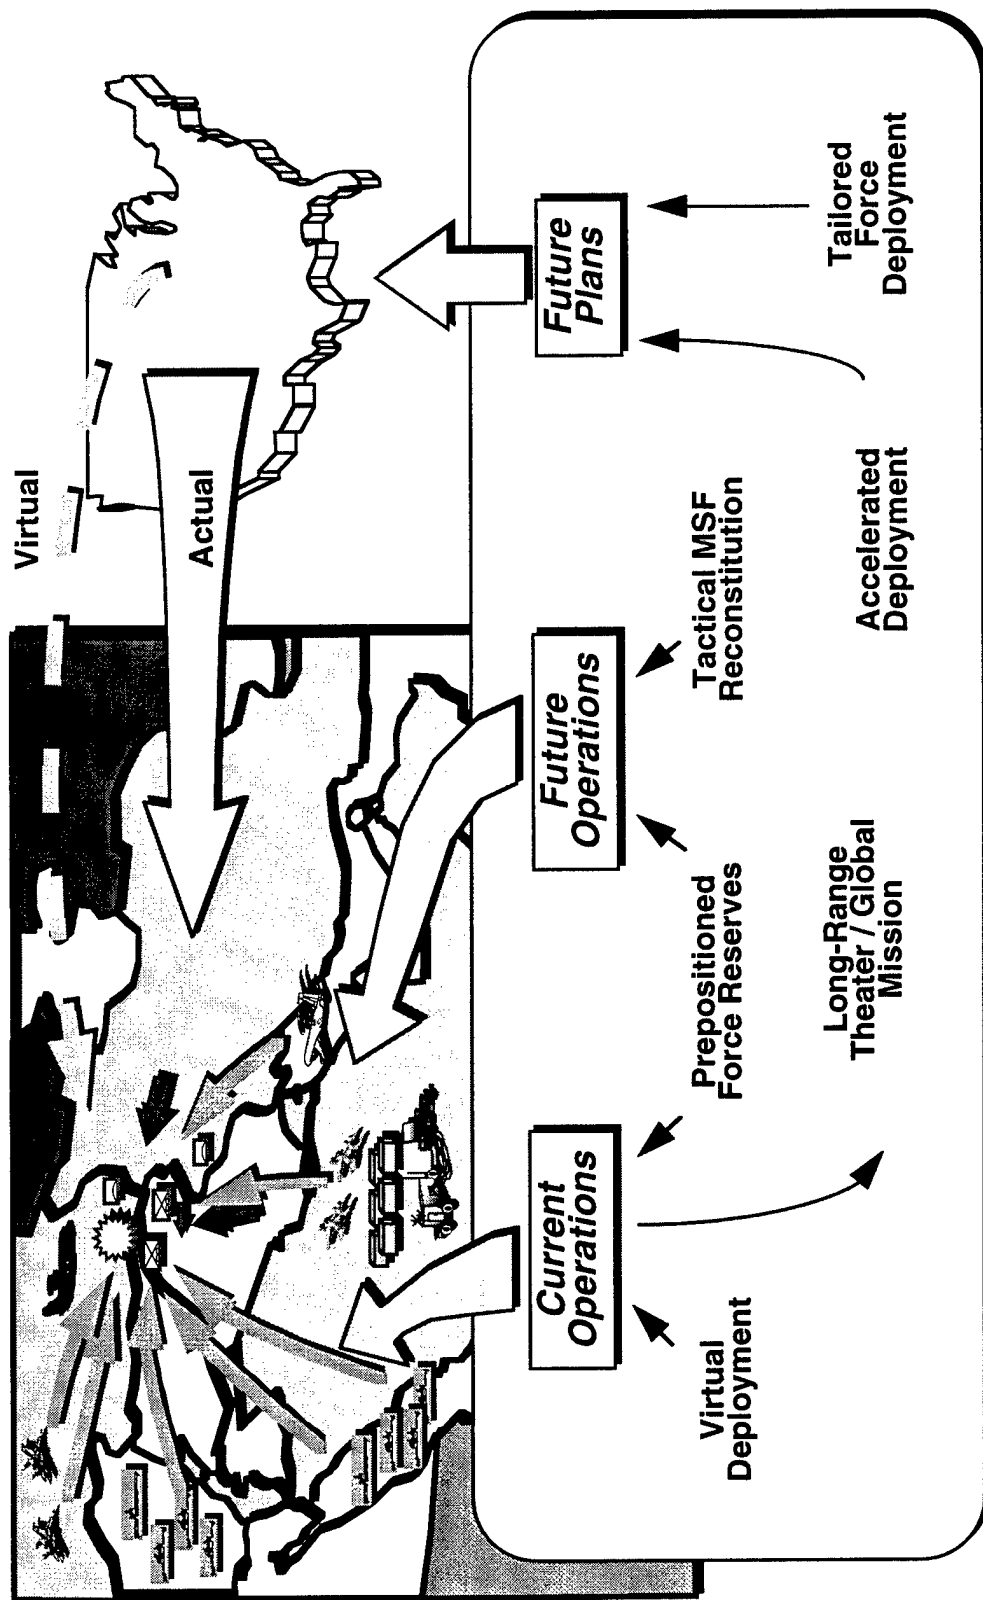 Virtual
Actual
Current
Operations
Future
Operations
Future
Plans
Virtual
Deployment
Prepositioned
Force Reserves
Tactical MSF
Reconstitution
Long-Range
Theater / Global
Mission
Accelerated
Deployment
Tailored
Force
Deployment